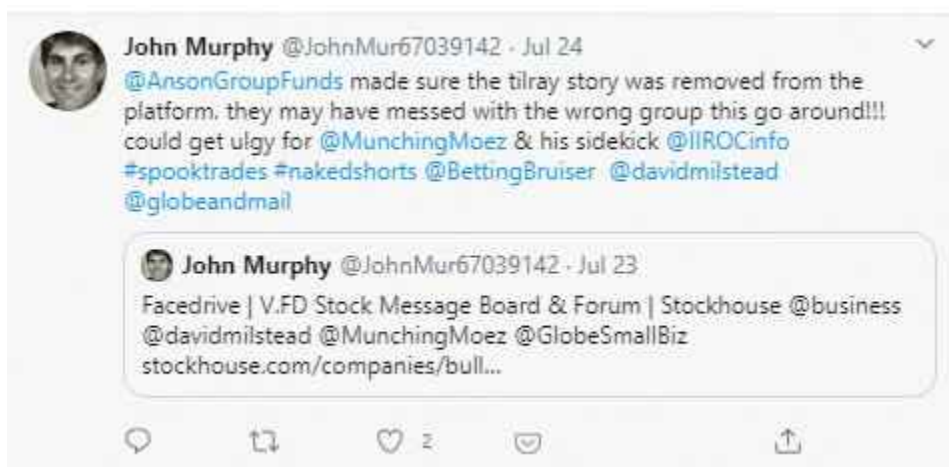 John Murphy @JohnMur67039142 · Jul 24
@AnsonGroupFunds made sure the tilray story was removed from the
platform. they may have messed with the wrong group this go around!!!
could get ulgy for @MunchingMoez & his sidekick @IIROCinfo
#spooktrades #nakedshorts @BettingBruiser @davidmilstead
@globeandmail
John Murphy @JohnMur67039142 · Jul 23
Facedrive | V.FD Stock Message Board & Forum | Stockhouse @business
@davidmilstead @MunchingMoez @GlobeSmallBiz
stockhouse.com/companies/bull...
2